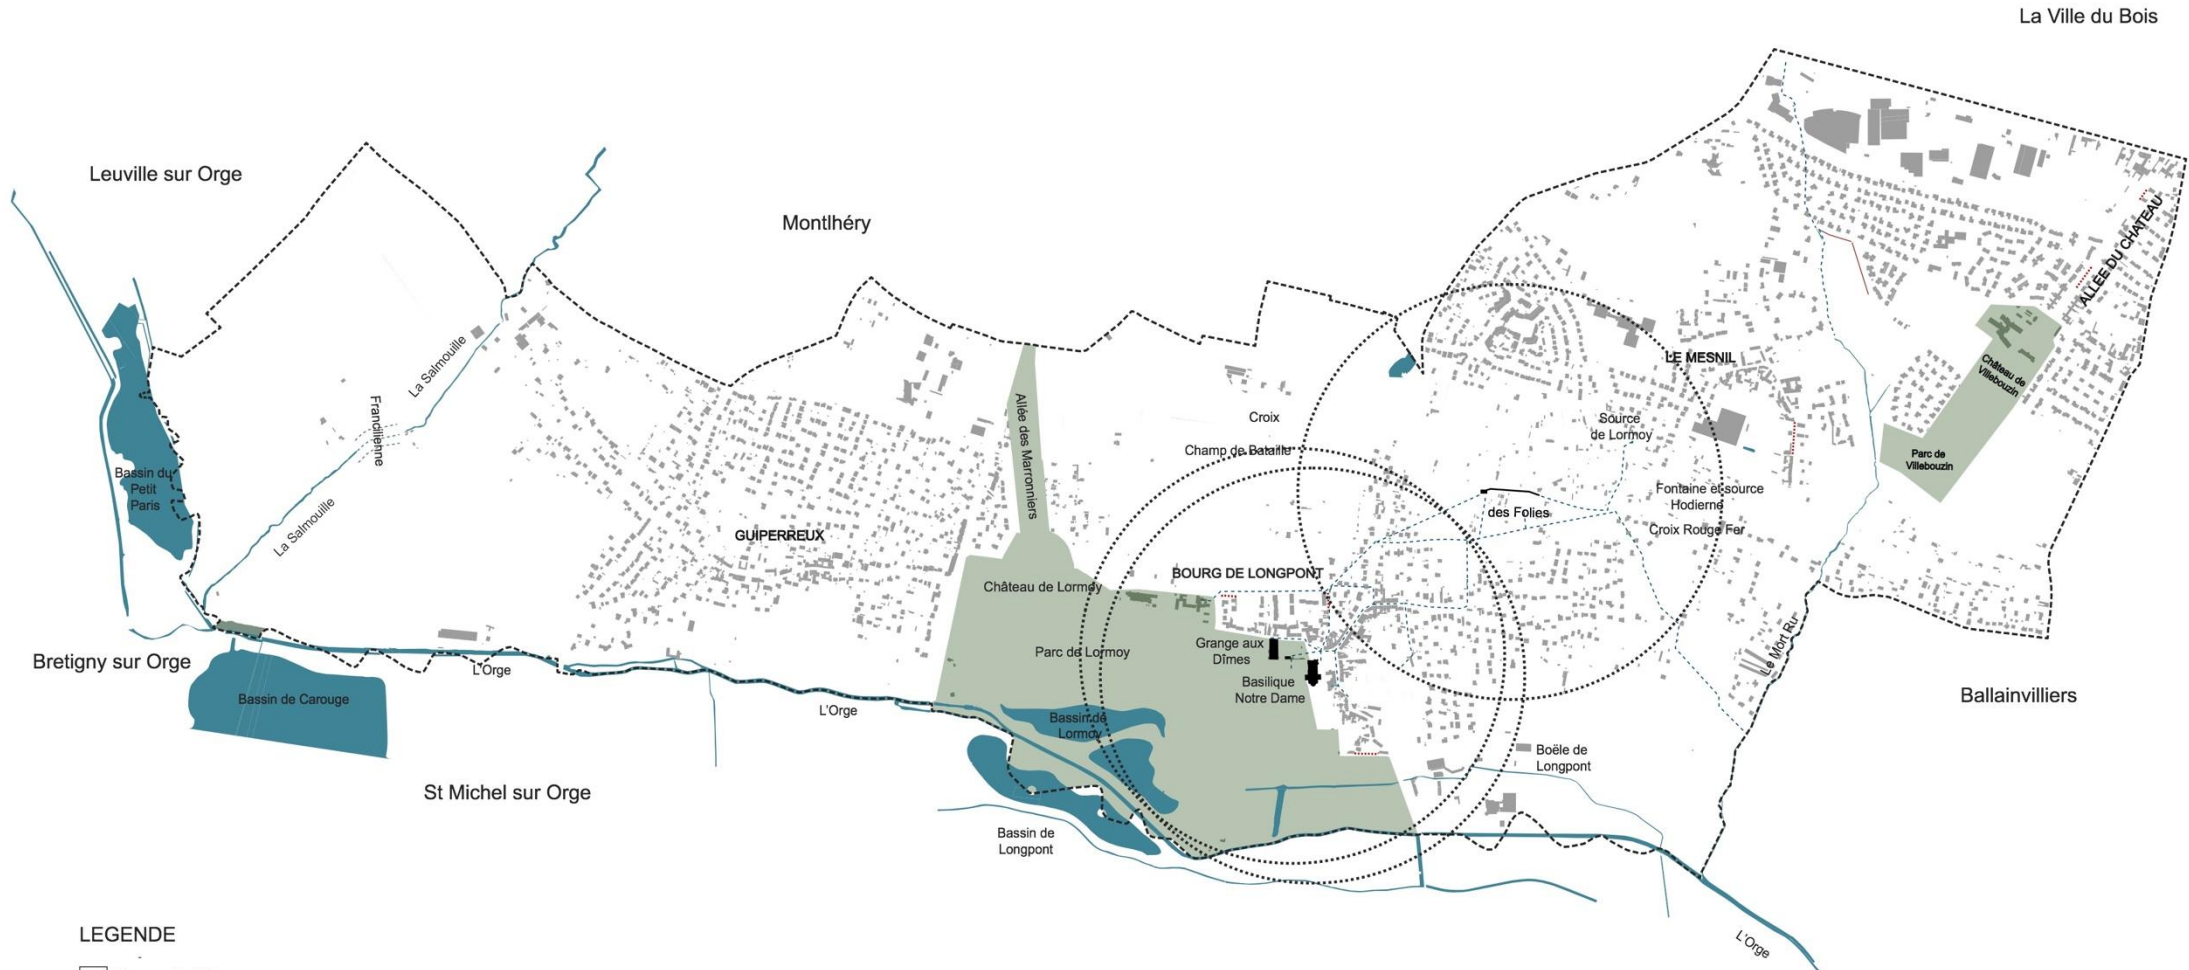 La Ville du Bois
Leuville sur Orge
Montlhéry
ALLÉE DU CHATEAU
La Salmouille
Francilienne
LE MESNIL
Château de
Villebouzin
Allée des Marronniers
Croix
Source
de Lormoy
Champ de Bataille
Parc de
Villebouzin
Bassin du
Petit
Paris
La Salmouille
Fontaine et source
Hodierne
des Folies
Croix Rouge Fer
GUIPERREUX
BOURG DE LONGPONT
Château de Lormoy
Grange aux
Dîmes
Parc de Lormoy
Le Mort Ru
Bretigny sur Orge
L'Orge
Basilique
Notre Dame
Ballainvilliers
Bassin de Carouge
L'Orge
Bassin de
Lormoy
Boële de
Longpont
St Michel sur Orge
Bassin de
Longpont
L'Orge
LEGENDE